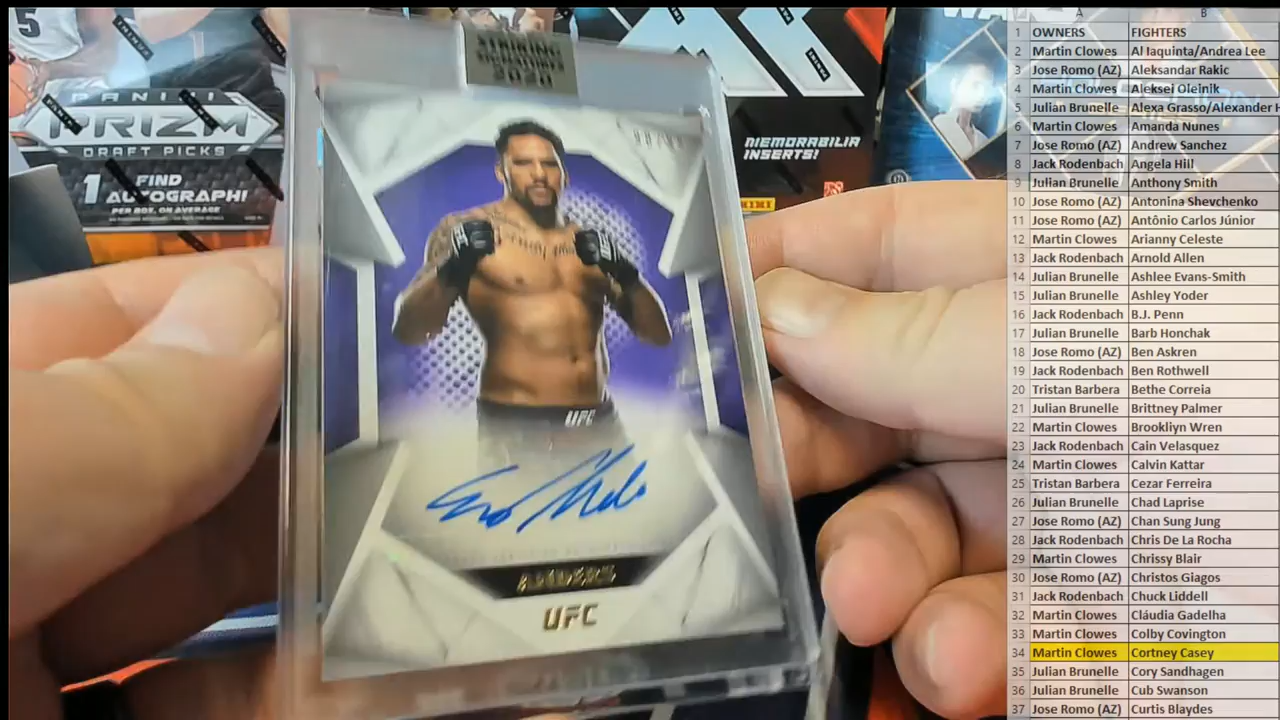 5
PANINI
PRIZM
DRAFT PICKS
1 FIND
AUTOGRAPH!
PER BOX, ON AVERAGE
STRIKING
SIGNATURES
2020
MEMORABILIA
INSERTS!
PANINI
UFC
ANDERS
UFC
A B
1 OWNERS FIGHTERS
2 Martin Clowes Al Iaquinta/Andrea Lee
3 Jose Romo (AZ) Aleksandar Rakic
4 Martin Clowes Aleksei Oleinik
5 Julian Brunelle Alexa Grasso/Alexander H
6 Martin Clowes Amanda Nunes
7 Jose Romo (AZ) Andrew Sanchez
8 Jack Rodenbach Angela Hill
9 Julian Brunelle Anthony Smith
10 Jose Romo (AZ) Antonina Shevchenko
11 Jose Romo (AZ) Antônio Carlos Júnior
12 Martin Clowes Arianny Celeste
13 Jack Rodenbach Arnold Allen
14 Julian Brunelle Ashlee Evans-Smith
15 Julian Brunelle Ashley Yoder
16 Jack Rodenbach B.J. Penn
17 Julian Brunelle Barb Honchak
18 Jose Romo (AZ) Ben Askren
19 Jack Rodenbach Ben Rothwell
20 Tristan Barbera Bethe Correia
21 Julian Brunelle Brittney Palmer
22 Martin Clowes Brookliyn Wren
23 Jack Rodenbach Cain Velasquez
24 Martin Clowes Calvin Kattar
25 Tristan Barbera Cezar Ferreira
26 Julian Brunelle Chad Laprise
27 Jose Romo (AZ) Chan Sung Jung
28 Jack Rodenbach Chris De La Rocha
29 Martin Clowes Chrissy Blair
30 Jose Romo (AZ) Christos Giagos
31 Jack Rodenbach Chuck Liddell
32 Martin Clowes Cláudia Gadelha
33 Martin Clowes Colby Covington
34 Martin Clowes Cortney Casey
35 Julian Brunelle Cory Sandhagen
36 Julian Brunelle Cub Swanson
37 Jose Romo (AZ) Curtis Blaydes